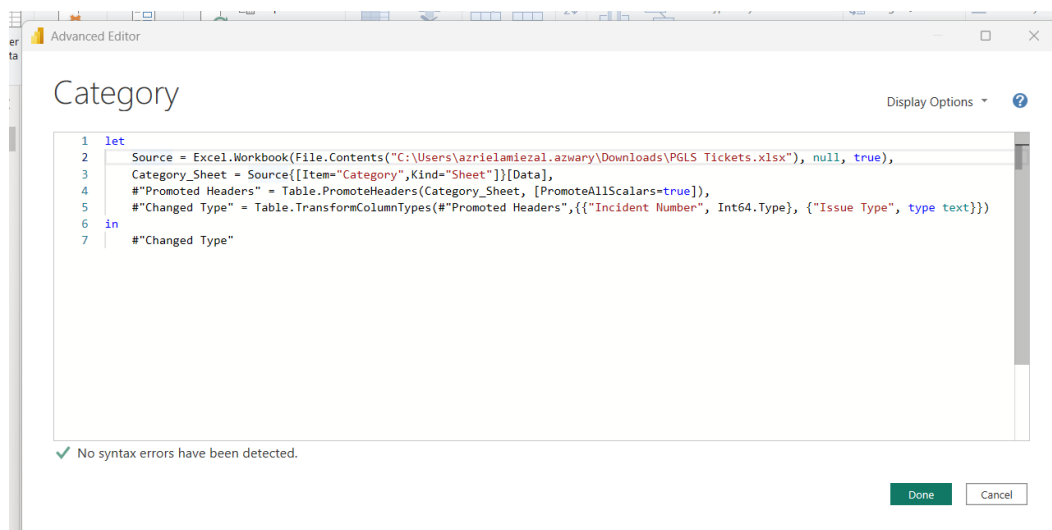 er
ta
Advanced Editor
Category
Display Options
?
1 let
2 Source = Excel.Workbook(File.Contents("C:\Users\azrielamiezal.azwary\Downloads\PGLS Tickets.xlsx"), null, true),
3 Category_Sheet = Source{[Item="Category",Kind="Sheet"]}[Data],
4 #"Promoted Headers" = Table.PromoteHeaders(Category_Sheet, [PromoteAllScalars=true]),
5 #"Changed Type" = Table.TransformColumnTypes(#"Promoted Headers",{{"Incident Number", Int64.Type}, {"Issue Type", type text}})
6 in
7 #"Changed Type"
No syntax errors have been detected.
Done
Cancel